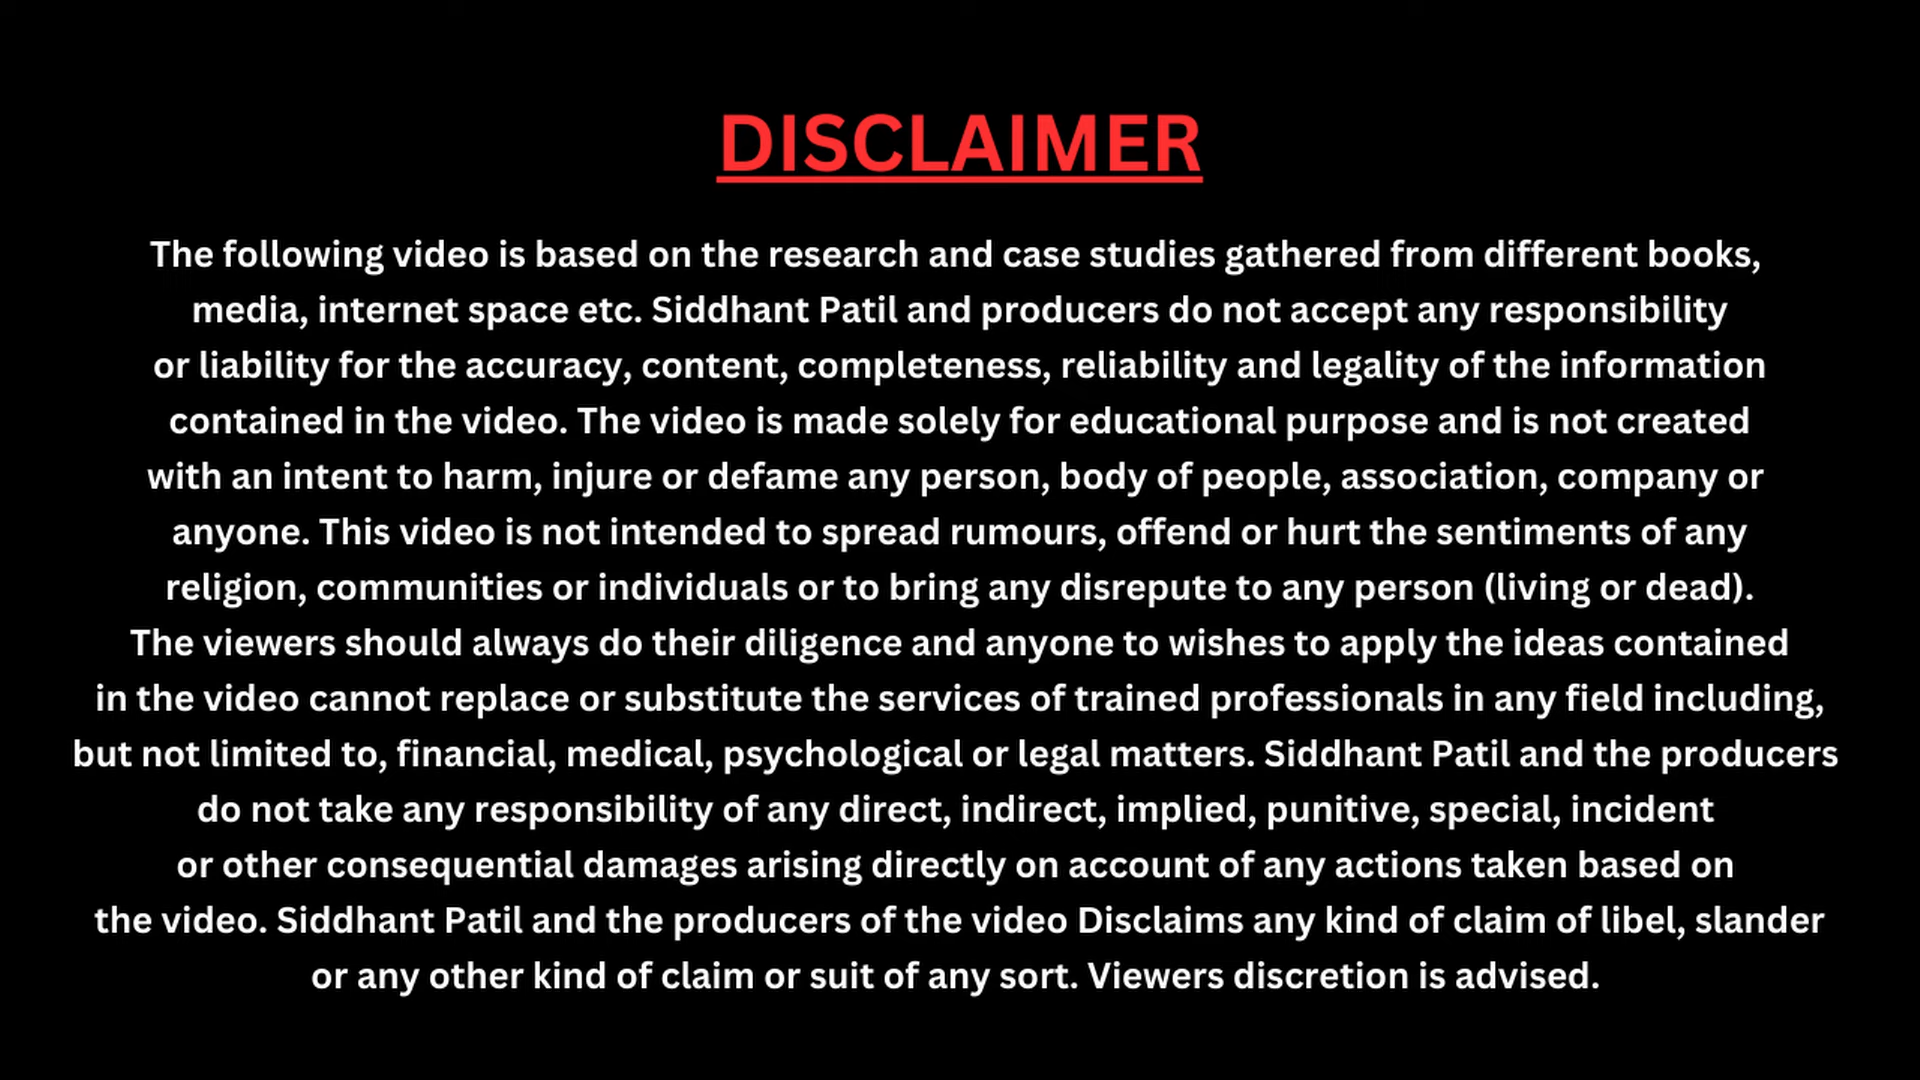 DISCLAIMER
The following video is based on the research and case studies gathered from different books,
media, internet space etc. Siddhant Patil and producers do not accept any responsibility
or liability for the accuracy, content, completeness, reliability and legality of the information
contained in the video. The video is made solely for educational purpose and is not created
with an intent to harm, injure or defame any person, body of people, association, company or
anyone. This video is not intended to spread rumours, offend or hurt the sentiments of any
religion, communities or individuals or to bring any disrepute to any person (living or dead).
The viewers should always do their diligence and anyone to wishes to apply the ideas contained
in the video cannot replace or substitute the services of trained professionals in any field including,
but not limited to, financial, medical, psychological or legal matters. Siddhant Patil and the producers
do not take any responsibility of any direct, indirect, implied, punitive, special, incident
or other consequential damages arising directly on account of any actions taken based on
the video. Siddhant Patil and the producers of the video Disclaims any kind of claim of libel, slander
or any other kind of claim or suit of any sort. Viewers discretion is advised.